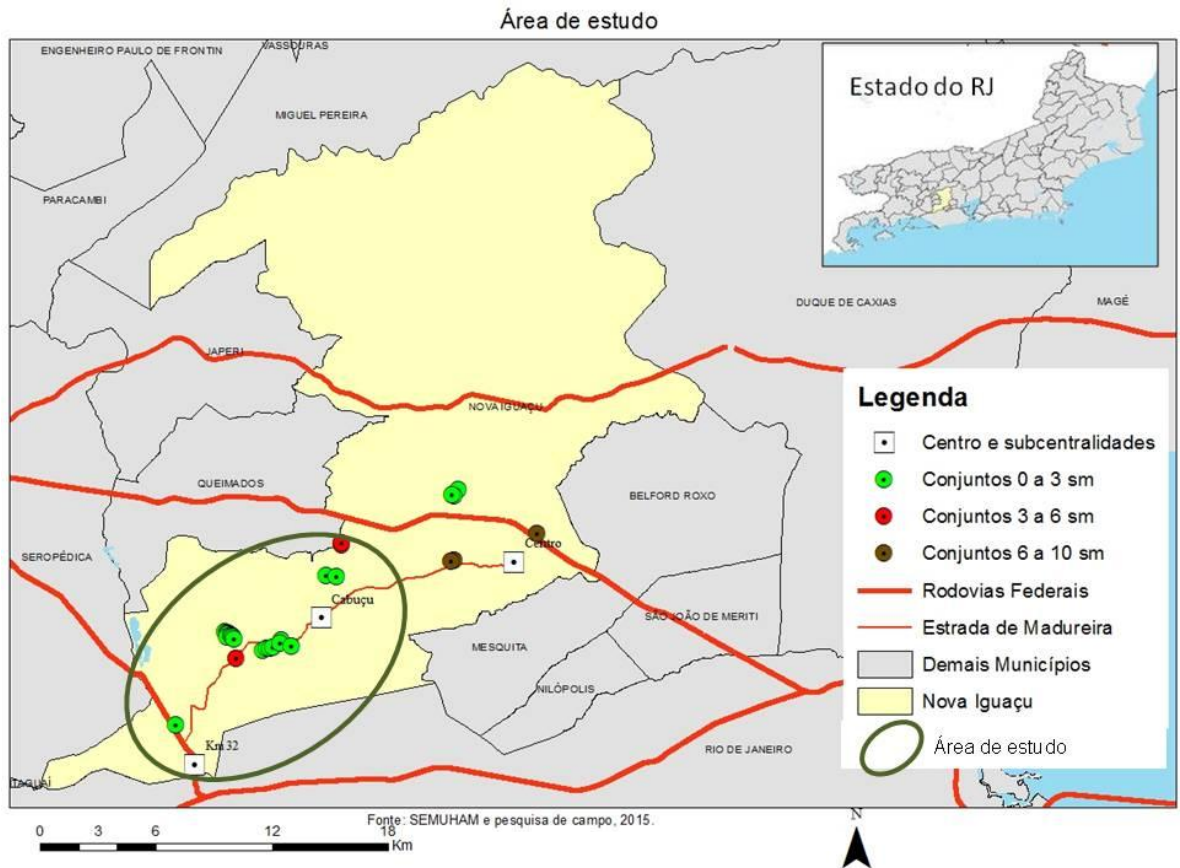 Área de estudo
ENGENHEIRO PAULO DE FRONTIN
VASSOURAS
MIGUEL PEREIRA
PARACAMBI
Estado do RJ
DUQUE DE CAXIAS
MAGÉ
JAPERI
NOVA IGUAÇU
QUEIMADOS
BELFORD ROXO
SEROPÉDICA
Centro
Cabuçu
SÃO JOÃO DE MERITI
MESQUITA
NILÓPOLIS
Km 32
RIO DE JANEIRO
ITAGUAÍ
Legenda
Centro e subcentralidades
Conjuntos 0 a 3 sm
Conjuntos 3 a 6 sm
Conjuntos 6 a 10 sm
Rodovias Federais
Estrada de Madureira
Demais Municípios
Nova Iguaçu
Área de estudo
Fonte: SEMUHAM e pesquisa de campo, 2015.
0 3 6 12 18
Km
N